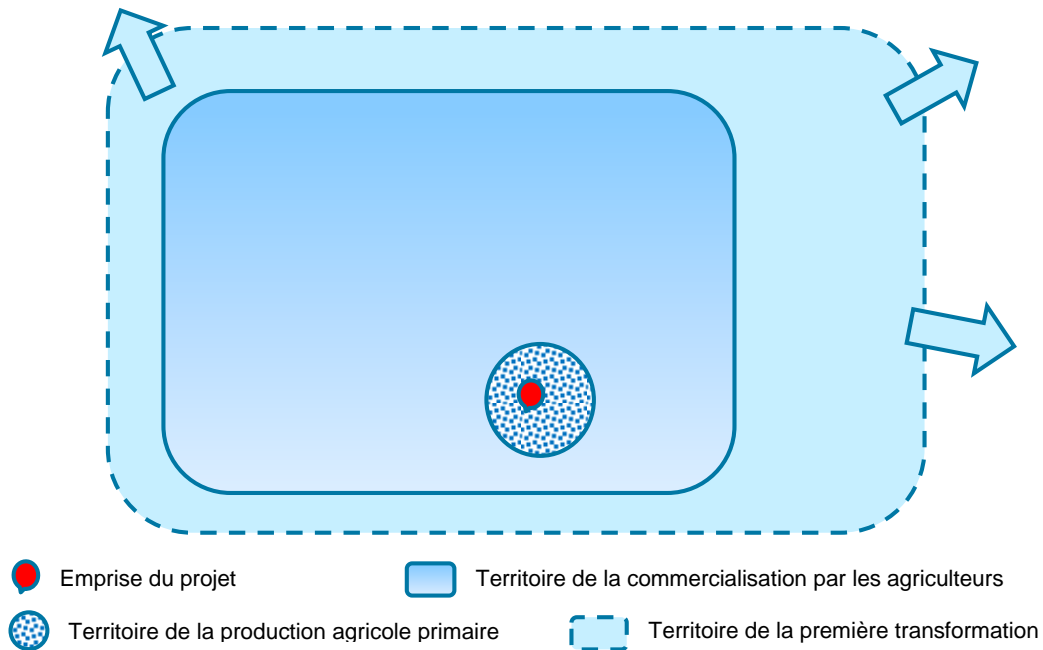 Emprise du projet
Territoire de la commercialisation par les agriculteurs
Territoire de la production agricole primaire
Territoire de la première transformation